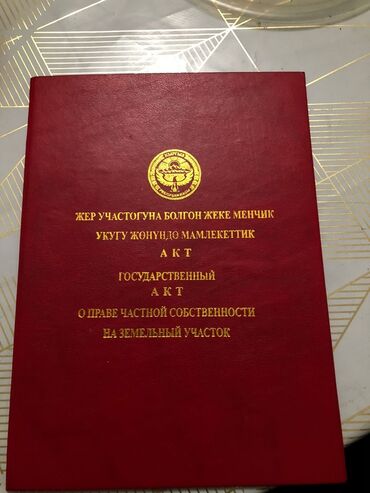 ЖЕР УЧАСТОГУНА БОЛГОН ЖЕКЕ МЕНЧИК
УКУГУ ЖӨНҮНДӨ МАМЛЕКЕТТИК
АКТ
ГОСУДАРСТВЕННЫЙ
АКТ
О ПРАВЕ ЧАСТНОЙ СОБСТВЕННОСТИ
НА ЗЕМЕЛЬНЫЙ УЧАСТОК